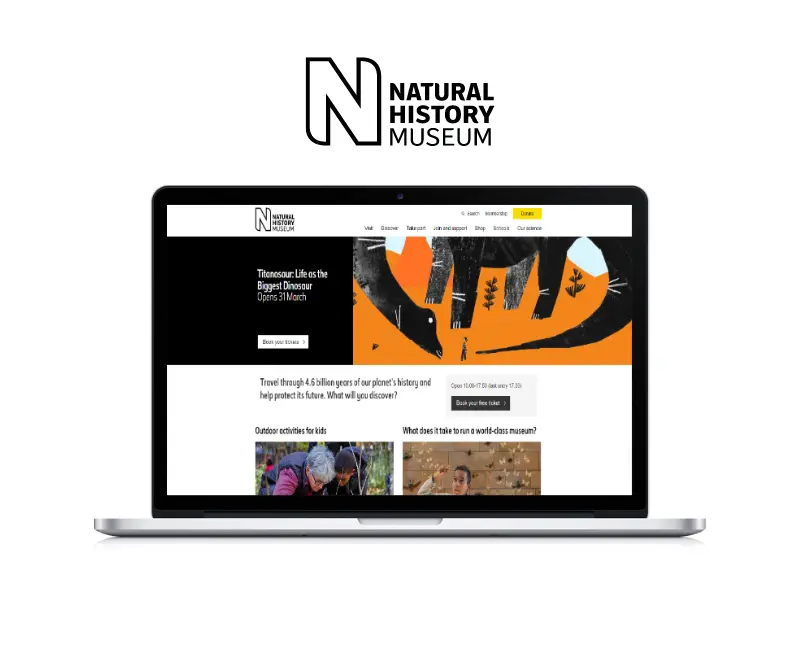 N NATURAL
HISTORY
MUSEUM
N NATURAL
HISTORY
MUSEUM
Search Membership Donate
Visit Discover Take part Join and support Shop Schools Our science
Titanosaur: Life as the
Biggest Dinosaur
Opens 31 March
Book your tickets
Travel through 4.6 billion years of our planet's history and
help protect its future. What will you discover?
Open 10.00-17.50 (last entry 17.30)
Book your free ticket
Outdoor activities for kids
What does it take to run a world-class museum?